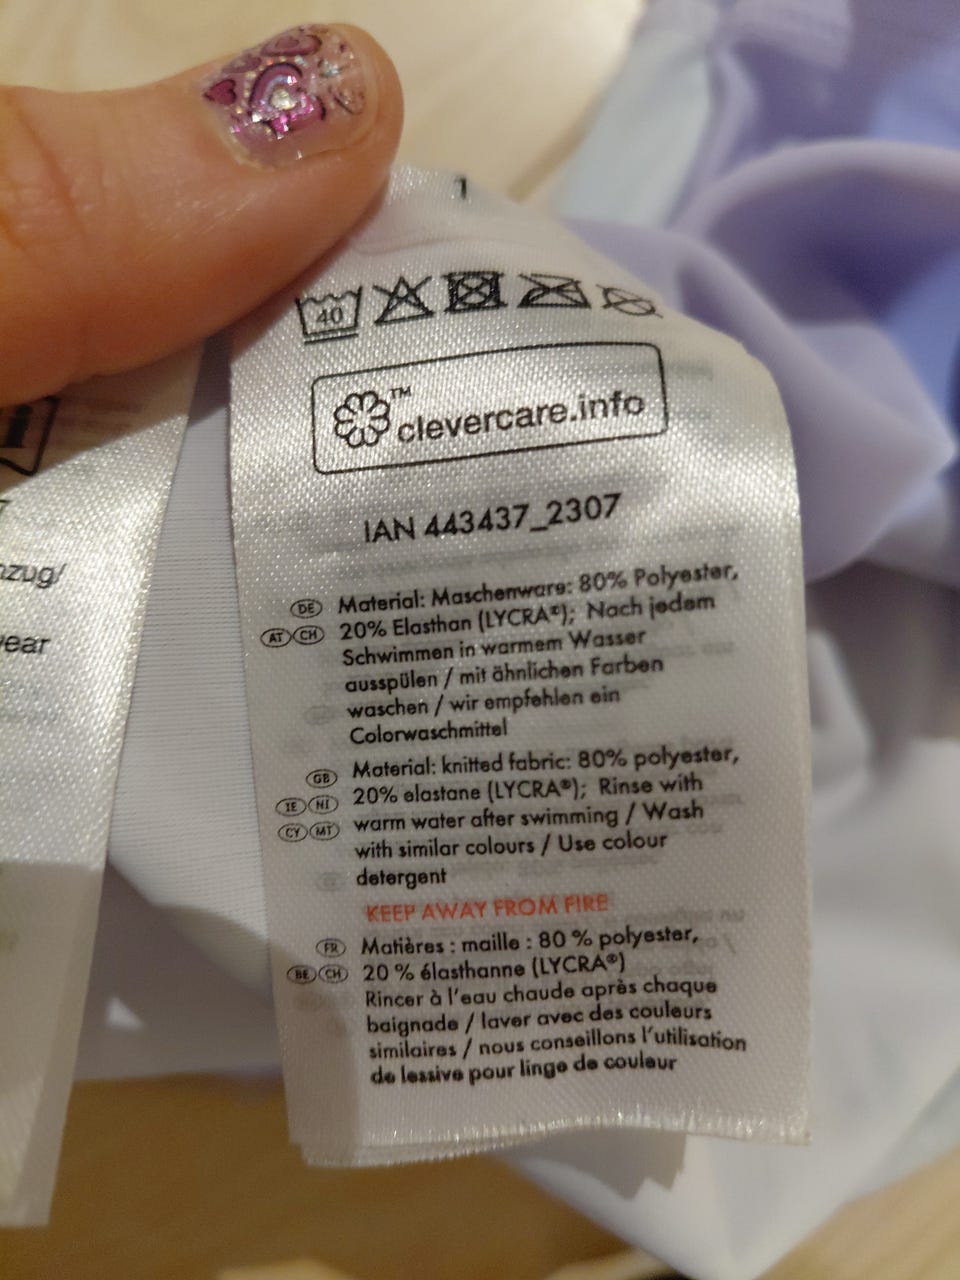 1
40
™
clevercare.info
IAN 443437_2307
DE Material: Maschenware: 80% Polyester,
AT CH 20% Elasthan (LYCRA®); Nach jedem
Schwimmen in warmem Wasser
ausspülen / mit ähnlichen Farben
waschen / wir empfehlen ein
Colorwaschmittel
GB Material: knitted fabric: 80% polyester,
IE NI 20% elastane (LYCRA®); Rinse with
CY MT warm water after swimming / Wash
with similar colours / Use colour
detergent
KEEP AWAY FROM FIRE
FR Matières : maille : 80 % polyester,
BE CH 20 % élasthanne (LYCRA®)
Rincer à l'eau chaude après chaque
baignade / laver avec des couleurs
similaires / nous conseillons l'utilisation
de lessive pour linge de couleur